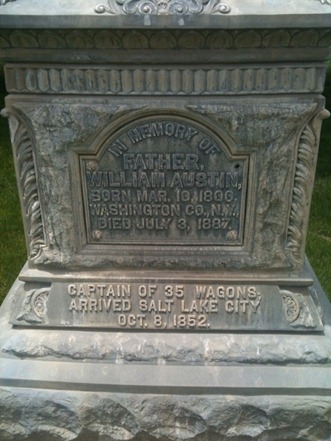 IN MEMORY OF
FATHER,
WILLIAM AUSTIN,
BORN MAR. 10, 1806,
WASHINGTON CO., N.Y.
DIED JULY 3, 1887.
CAPTAIN OF 35 WAGONS.
ARRIVED SALT LAKE CITY
OCT. 8, 1852.